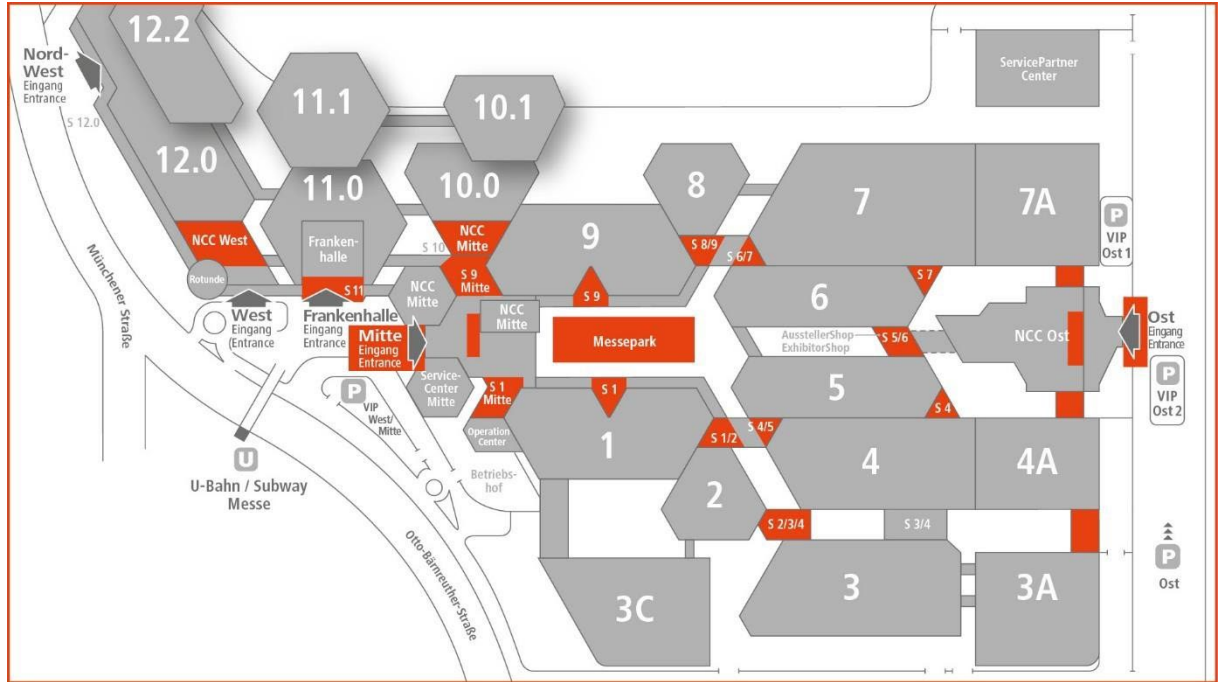 12.2
Nord-
West
Eingang
Entrance
S 12.0
12.0
11.1
10.1
11.0
10.0
ServicePartner
Center
8
7
7A
P
VIP
Ost 1
NCC West
Franken-
halle
S 10
NCC
Mitte
9
S 8/9
S 6/7
Rotunde
S 11
NCC
Mitte
S 9
Mitte
S 9
6
S 7
Münchener Straße
West
Eingang
(Entrance
Frankenhalle
Eingang
Entrance
Mitte
Eingang
Entrance
NCC
Mitte
Messepark
AusstellerShop
ExhibitorShop
S 5/6
NCC Ost
Ost
Eingang
Entrance
P
VIP
Ost 2
P
VIP
West/
Mitte
Service-
Center
Mitte
S 1
Mitte
S 1
5
S 4
Operation
Center
1
S 1/2
S 4/5
4
4A
U
U-Bahn / Subway
Messe
Betriebs-
hof
2
S 2/3/4
S 3/4
Otto-Bärnreuther-Straße
3C
3
3A
P
Ost